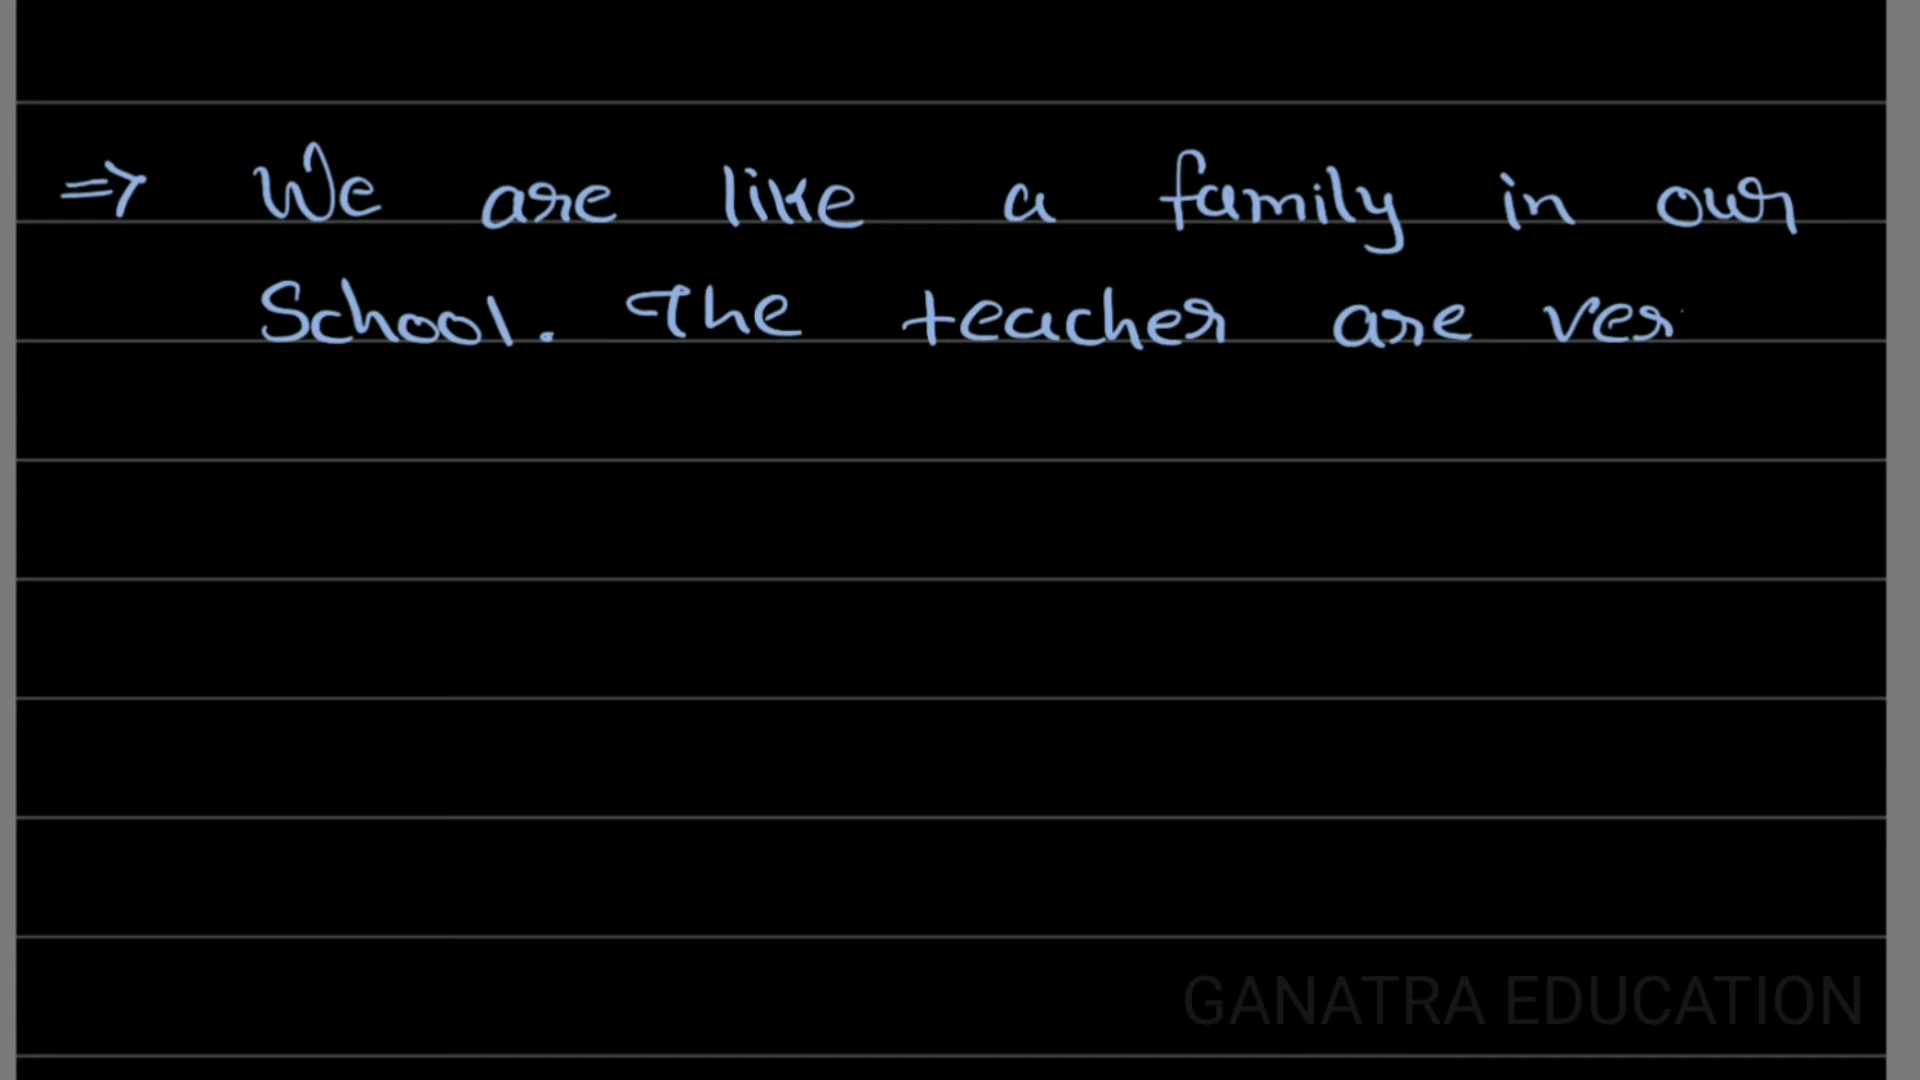 ⇒ We are like a family in our
School. The teacher are ver
GANATRA EDUCATION